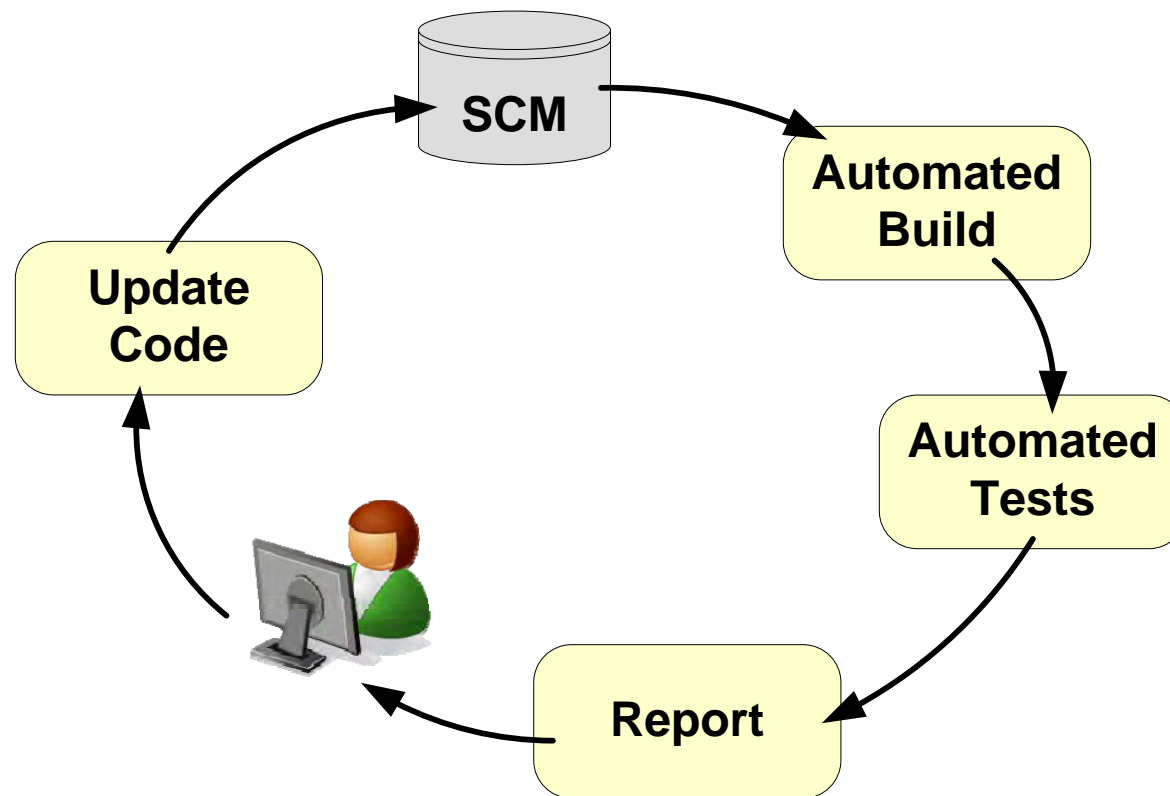 SCM
Automated
Build
Update
Code
Automated
Tests
Report